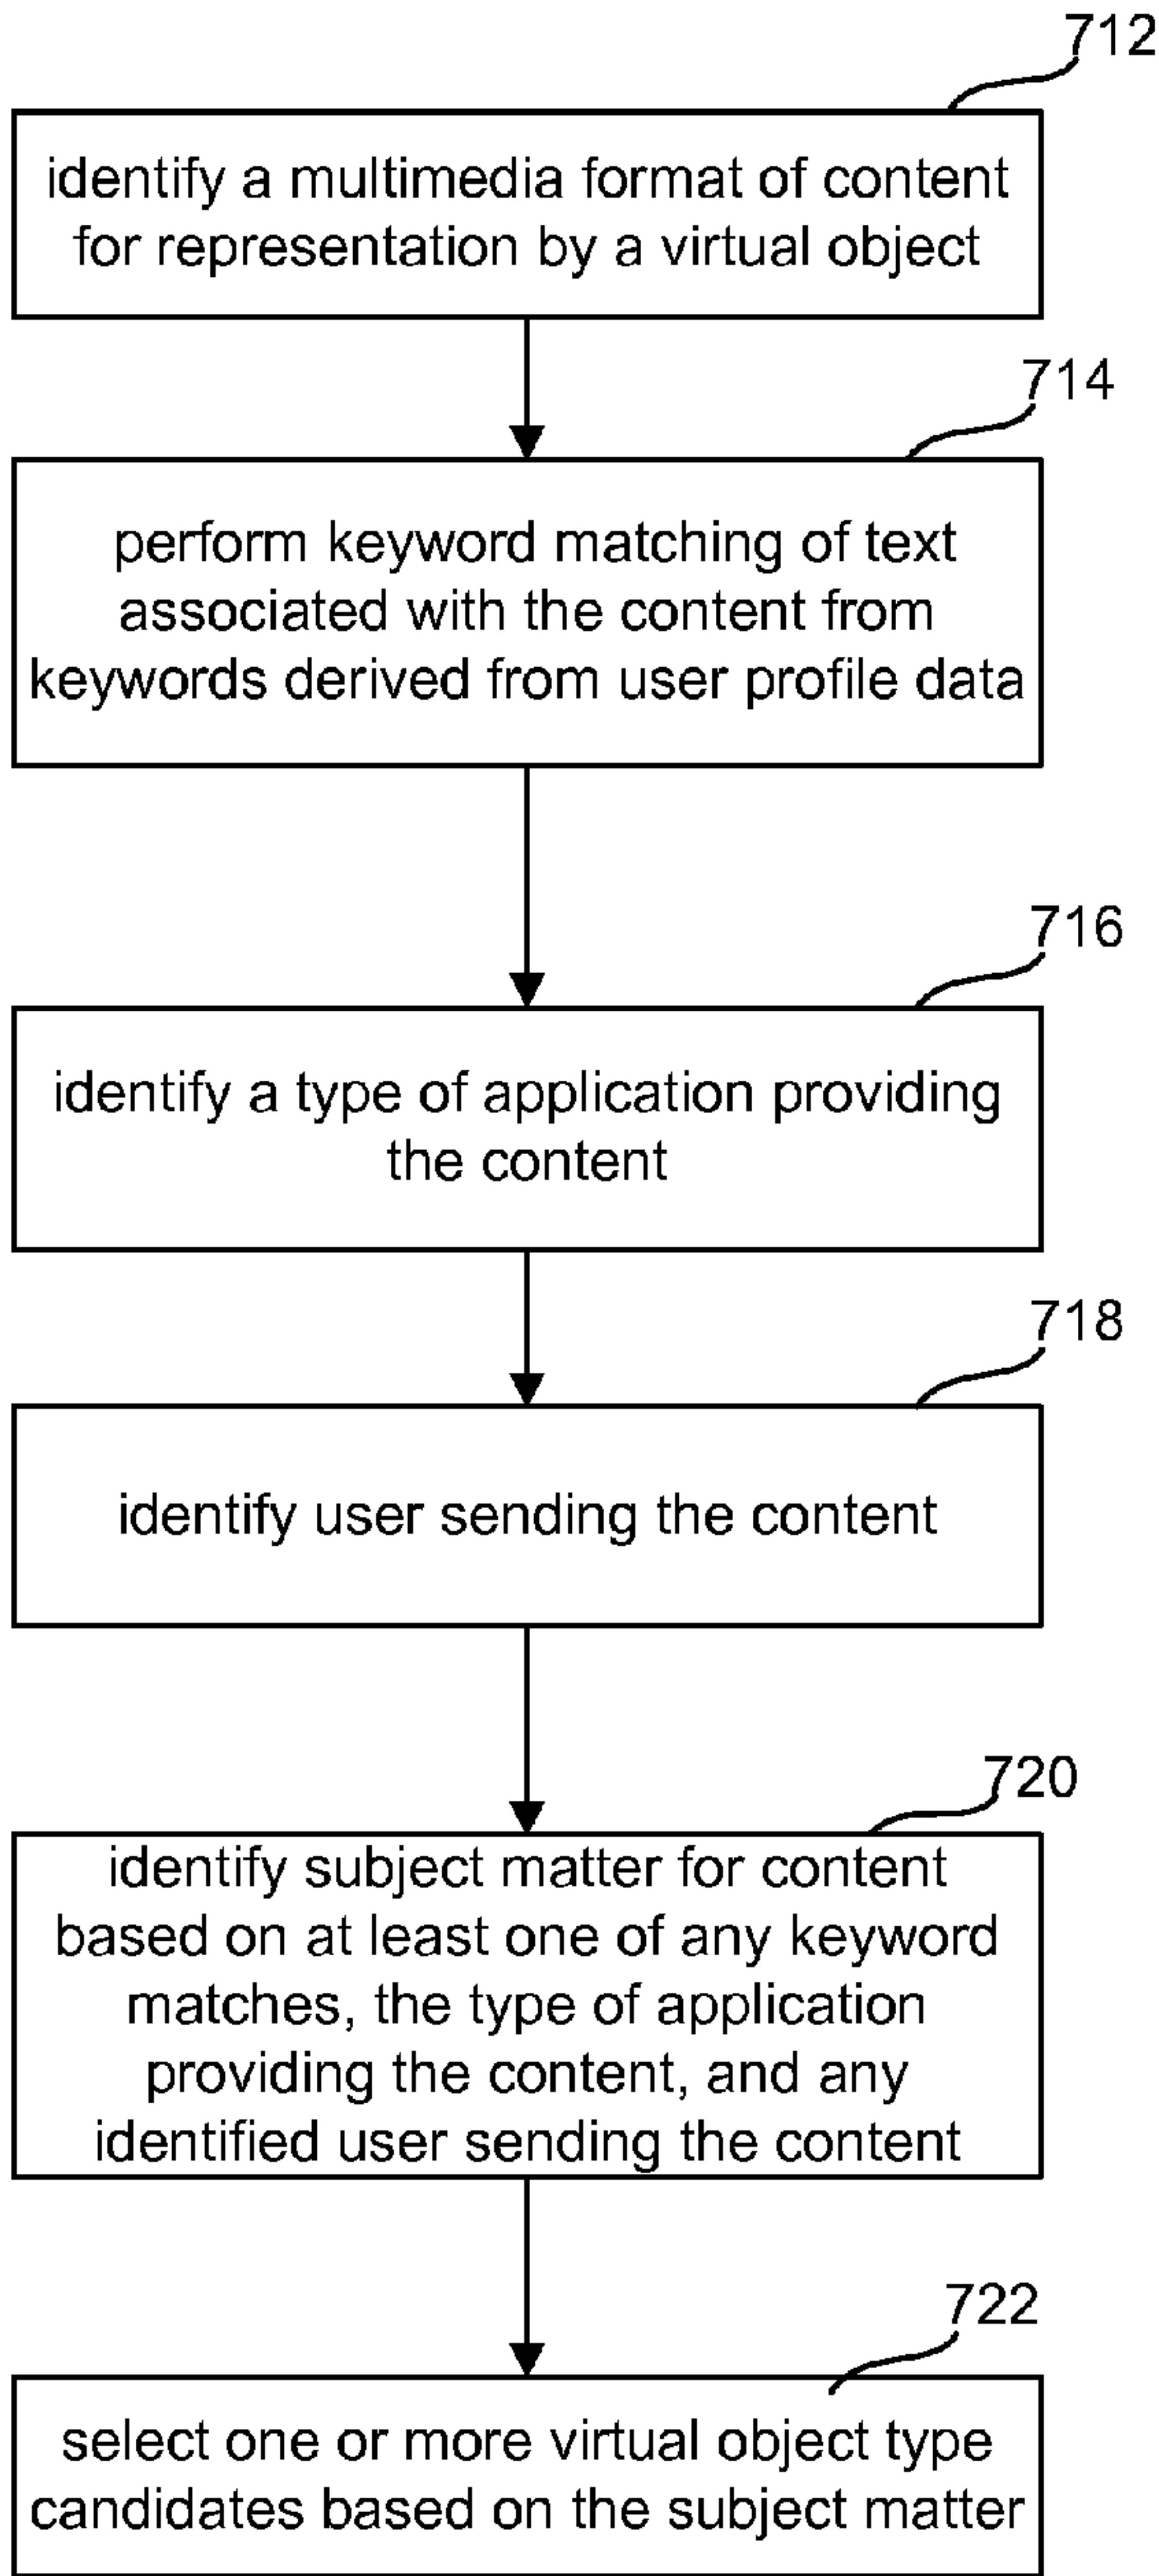 712
identify a multimedia format of content
for representation by a virtual object
714
perform keyword matching of text
associated with the content from
keywords derived from user profile data
716
identify a type of application providing
the content
718
identify user sending the content
720
identify subject matter for content
based on at least one of any keyword
matches, the type of application
providing the content, and any
identified user sending the content
722
select one or more virtual object type
candidates based on the subject matter